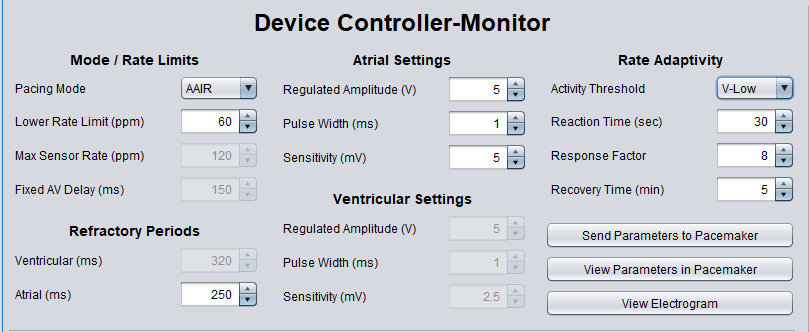 Device Controller-Monitor
Mode / Rate Limits
Pacing Mode AAIR
Lower Rate Limit (ppm) 60
Max Sensor Rate (ppm) 120
Fixed AV Delay (ms) 150
Refractory Periods
Ventricular (ms) 320
Atrial (ms) 250
Atrial Settings
Regulated Amplitude (V) 5
Pulse Width (ms) 1
Sensitivity (mV) 5
Ventricular Settings
Regulated Amplitude (V) 5
Pulse Width (ms) 1
Sensitivity (mV) 2.5
Rate Adaptivity
Activity Threshold V-Low
Reaction Time (sec) 30
Response Factor 8
Recovery Time (min) 5
Send Parameters to Pacemaker
View Parameters in Pacemaker
View Electrogram